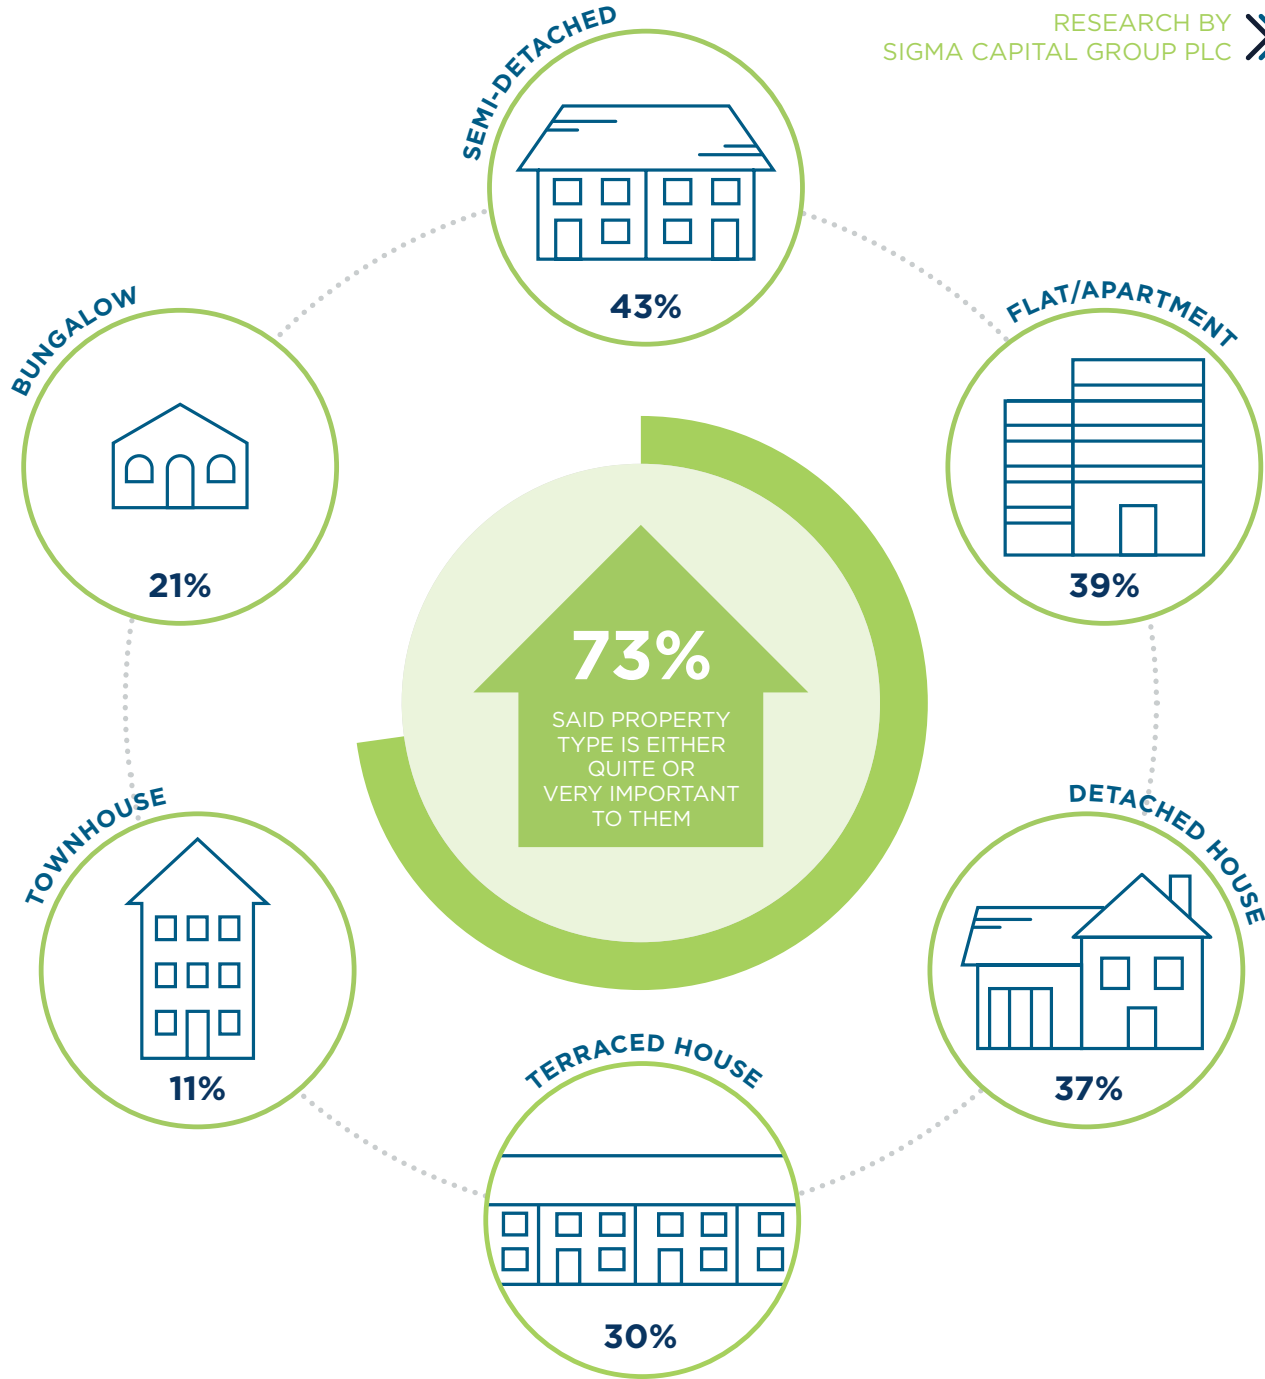 RESEARCH BY
SIGMA CAPITAL GROUP PLC
SEMI-DETACHED
43%
FLAT/APARTMENT
39%
DETACHED HOUSE
37%
TERRACED HOUSE
30%
TOWNHOUSE
11%
BUNGALOW
21%
73%
SAID PROPERTY
TYPE IS EITHER
QUITE OR
VERY IMPORTANT
TO THEM